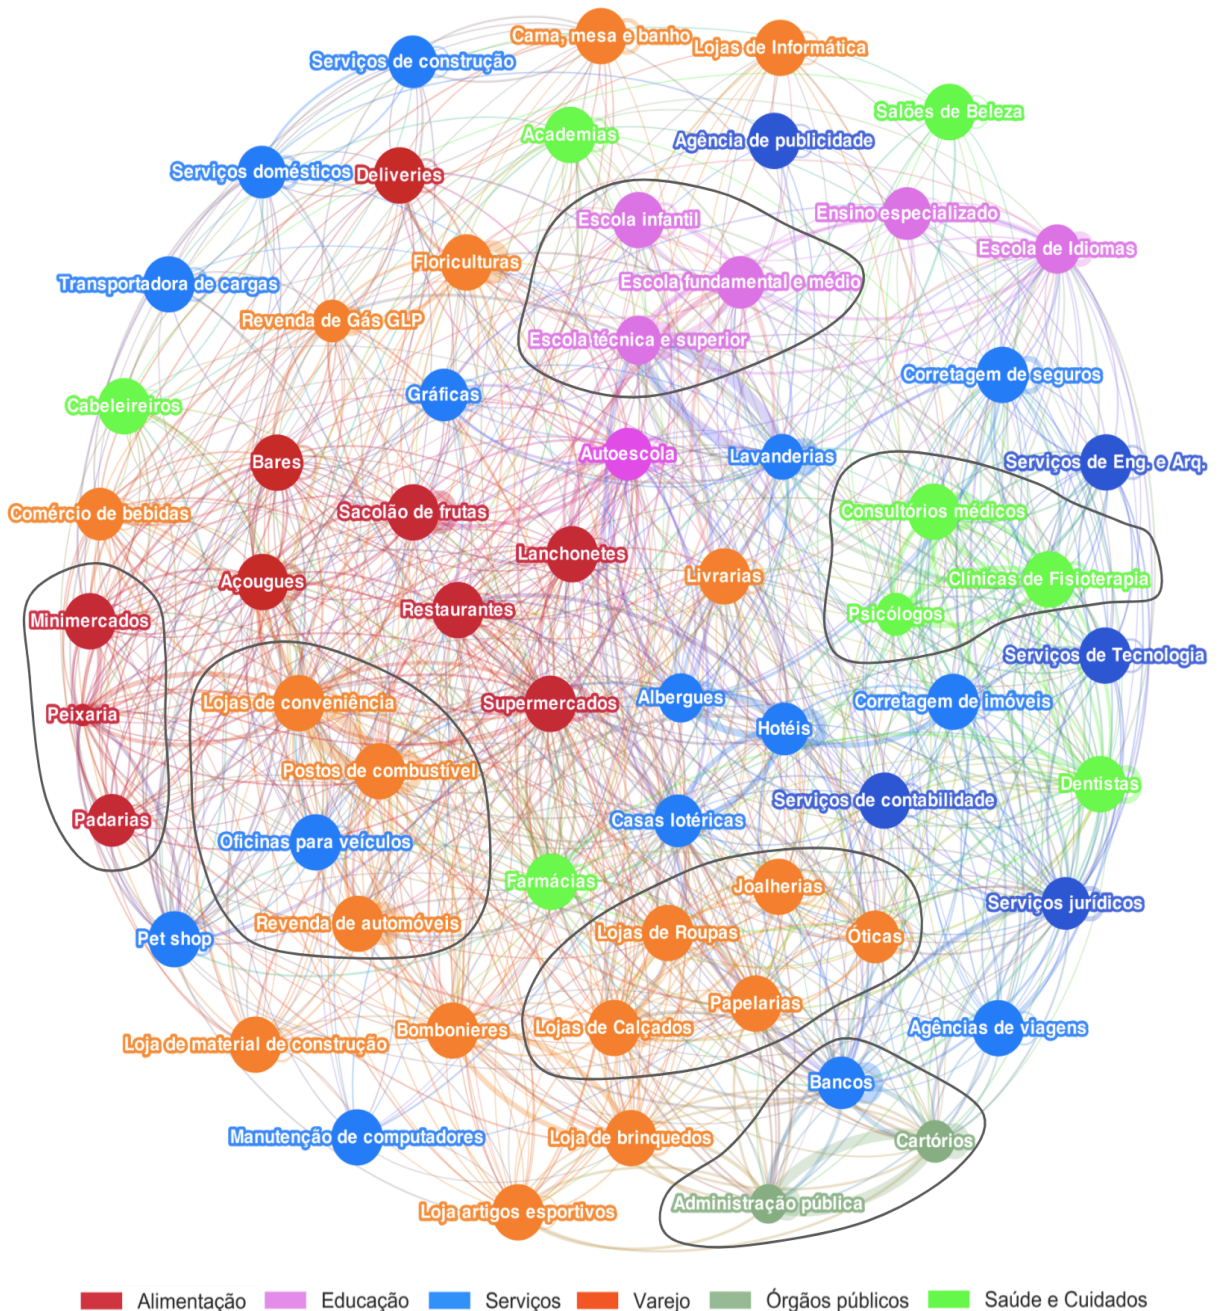 Cama, mesa e banho
Lojas de Informática
Serviços de construção
Salões de Beleza
Academias
Agência de publicidade
Serviços domésticos
Deliveries
Escola infantil
Ensino especializado
Escola de Idiomas
Floriculturas
Transportadora de cargas
Escola fundamental e médio
Revenda de Gás GLP
Escola técnica e superior
Corretagem de seguros
Gráficas
Cabeleireiros
Autoescola
Lavanderias
Bares
Serviços de Eng. e Arq.
Comércio de bebidas
Sacolão de frutas
Consultórios médicos
Lanchonetes
Livrarias
Clínicas de Fisioterapia
Açougues
Restaurantes
Psicólogos
Minimercados
Serviços de Tecnologia
Lojas de conveniência
Supermercados
Albergues
Corretagem de imóveis
Peixaria
Hotéis
Postos de combustível
Dentistas
Serviços de contabilidade
Padarias
Casas lotéricas
Oficinas para veículos
Farmácias
Joalherias
Serviços jurídicos
Revenda de automóveis
Lojas de Roupas
Óticas
Pet shop
Papelarias
Lojas de Calçados
Bombonieres
Agências de viagens
Loja de material de construção
Bancos
Manutenção de computadores
Loja de brinquedos
Cartórios
Administração pública
Loja artigos esportivos
Alimentação
Educação
Serviços
Varejo
Órgãos públicos
Saúde e Cuidados